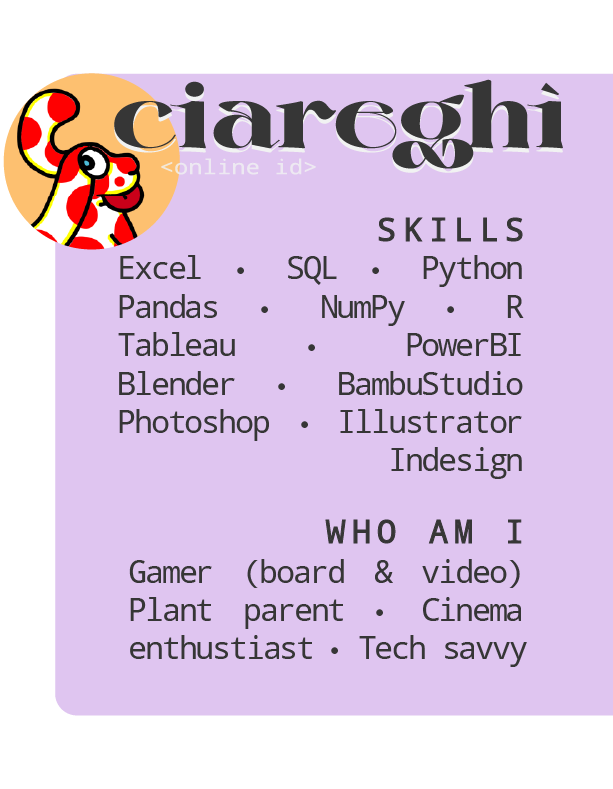 ciareghì
<online id>
SKILLS
Excel • SQL • Python
Pandas • NumPy • R
Tableau • PowerBI
Blender • BambuStudio
Photoshop • Illustrator
Indesign
WHO AM I
Gamer (board & video)
Plant parent • Cinema
enthustiast • Tech savvy